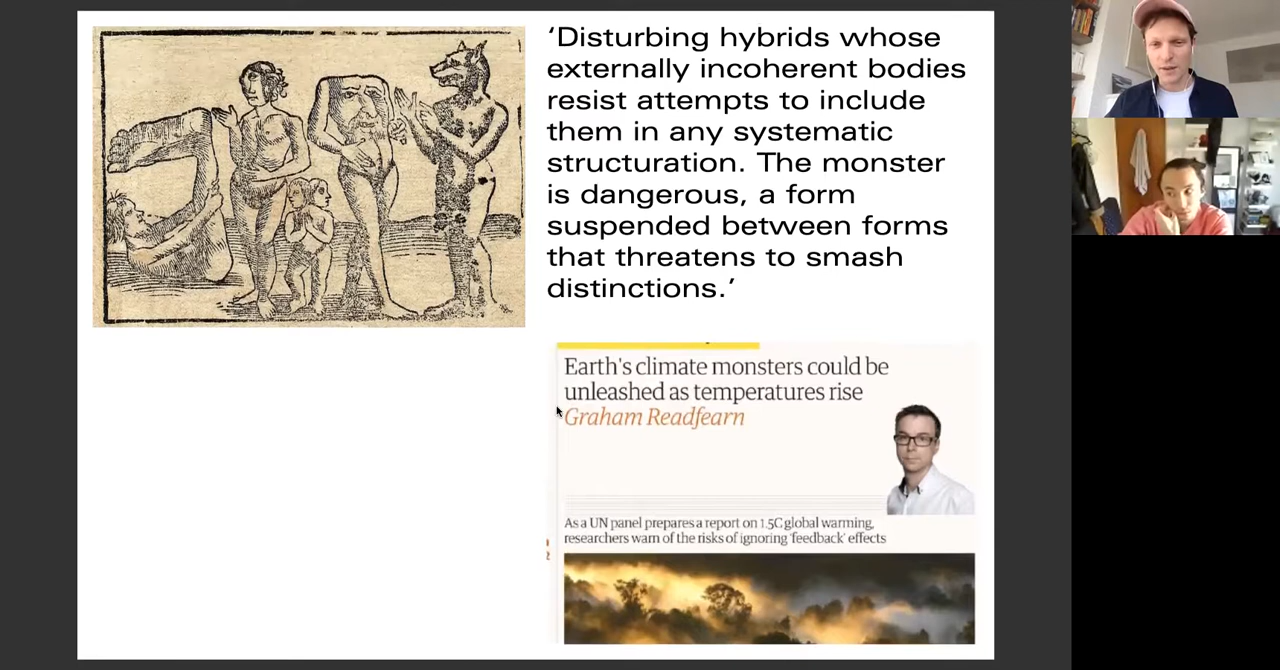 ‘Disturbing hybrids whose
externally incoherent bodies
resist attempts to include
them in any systematic
structuration. The monster
is dangerous, a form
suspended between forms
that threatens to smash
distinctions.’
Earth's climate monsters could be
unleashed as temperatures rise
Graham Readfearn
As a UN panel prepares a report on 1.5C global warming,
researchers warn of the risks of ignoring 'feedback' effects